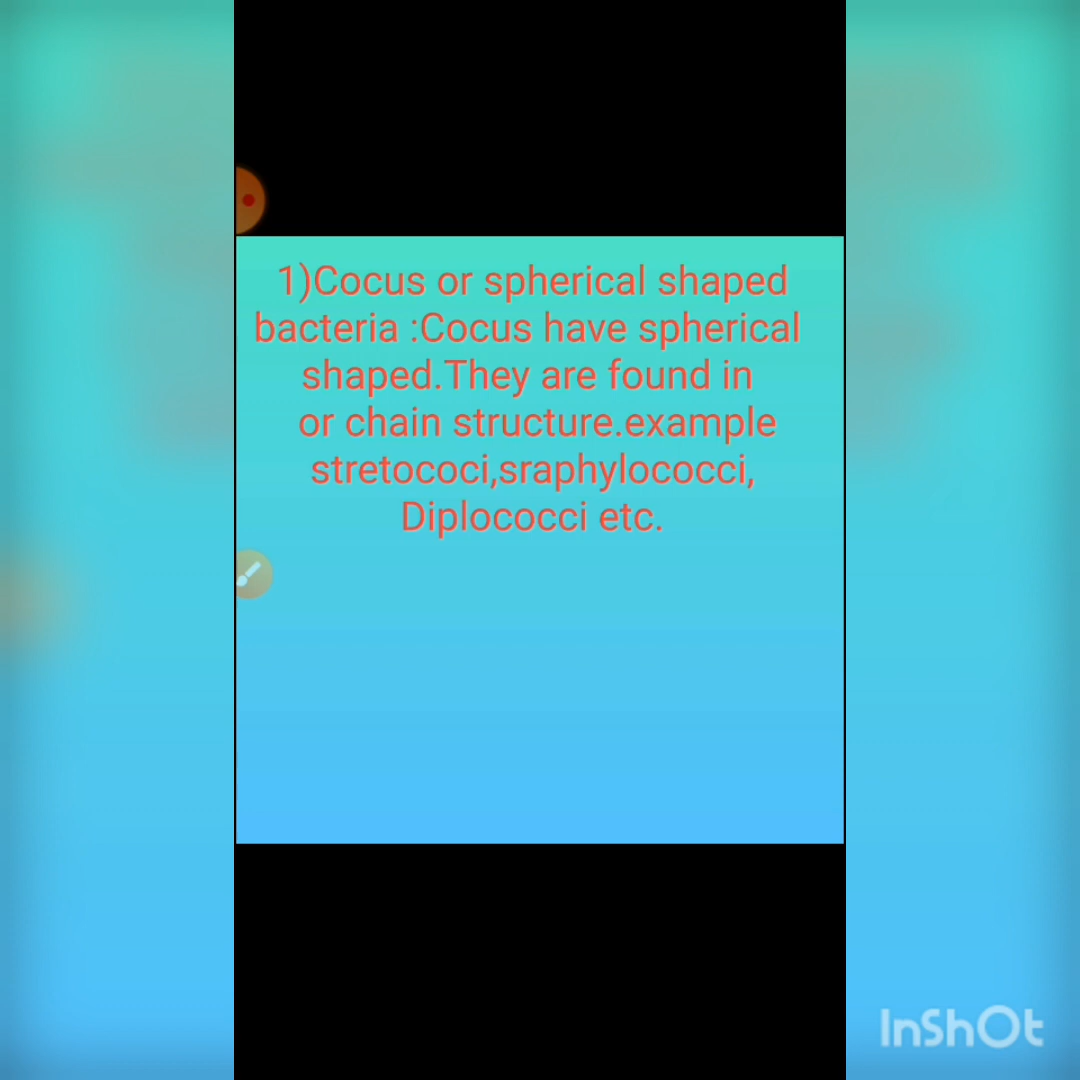 1)Cocus or spherical shaped
bacteria :Cocus have spherical
shaped.They are found in
or chain structure.example
stretococi,sraphylococci,
Diplococci etc.
InShOt